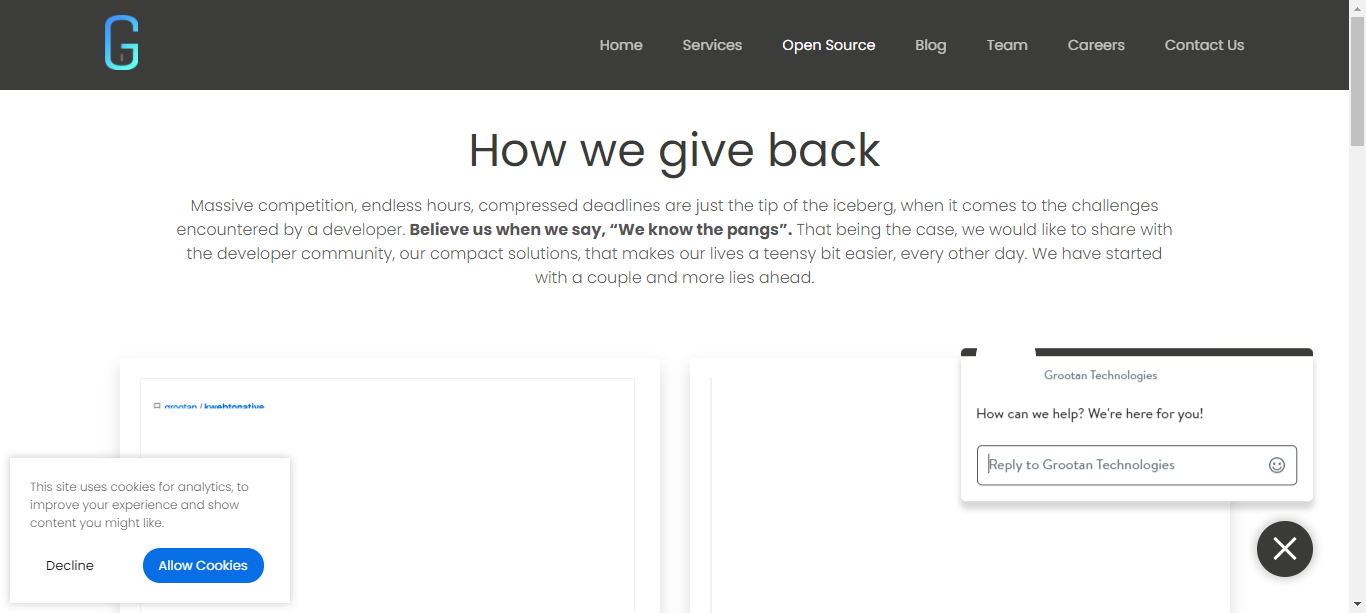 G
Home Services Open Source Blog Team Careers Contact Us
How we give back
Massive competition, endless hours, compressed deadlines are just the tip of the iceberg, when it comes to the challenges
encountered by a developer. Believe us when we say, “We know the pangs”. That being the case, we would like to share with
the developer community, our compact solutions, that makes our lives a teensy bit easier, every other day. We have started
with a couple and more lies ahead.
grootan / kwebtonative
Grootan Technologies
How can we help? We're here for you!
Reply to Grootan Technologies
This site uses cookies for analytics, to
improve your experience and show
content you might like.
Decline Allow Cookies